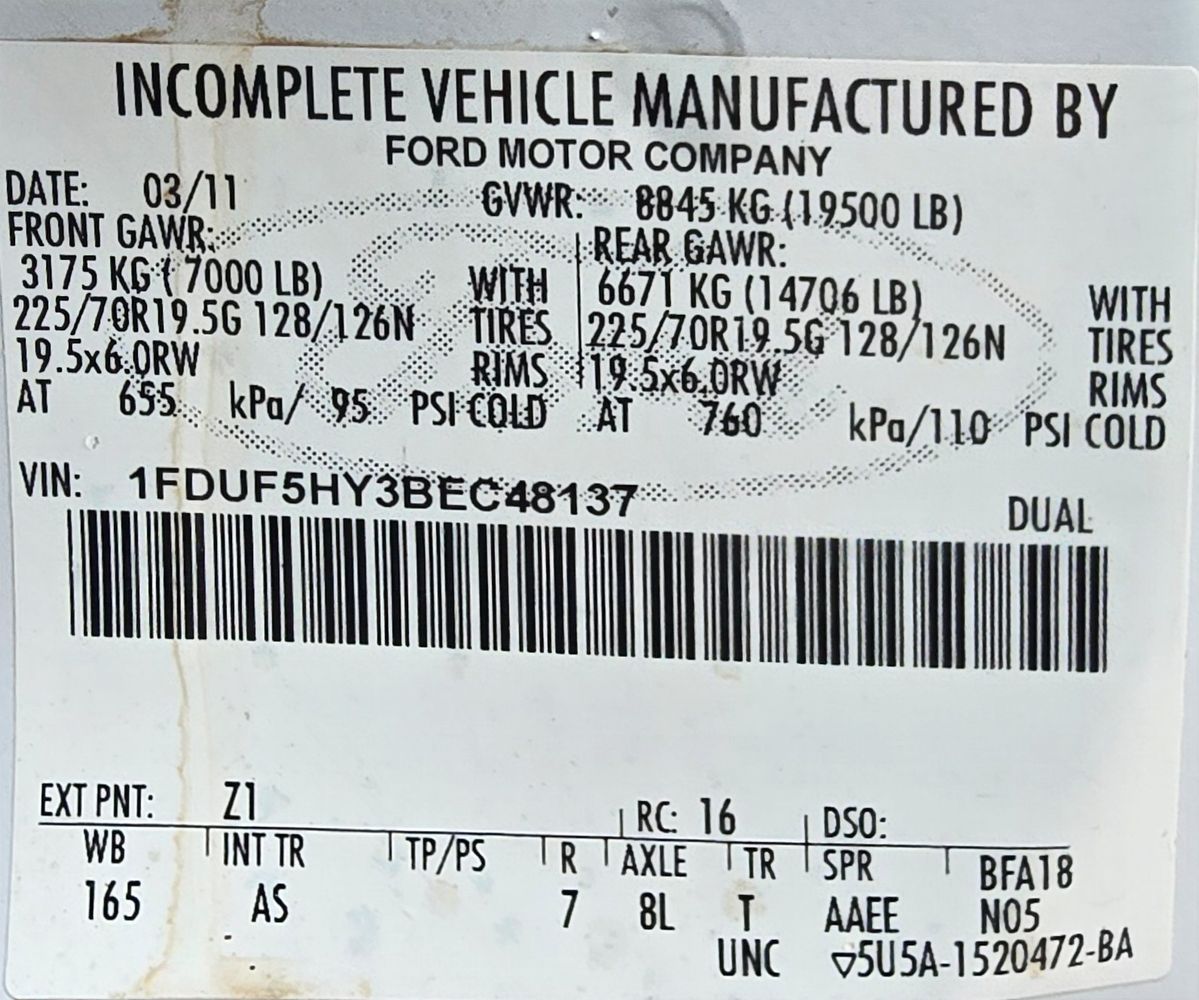 INCOMPLETE VEHICLE MANUFACTURED BY
FORD MOTOR COMPANY
DATE: 03/11 GVWR: 8845 KG (19500 LB)
FRONT GAWR: REAR GAWR:
3175 KG ( 7000 LB) WITH 6671 KG (14706 LB) WITH
225/70R19.5G 128/126N TIRES 225/70R19.5G 128/126N TIRES
19.5x6.0RW RIMS 19.5x6.0RW RIMS
AT 655 kPa/ 95 PSI COLD AT 760 kPa/110 PSI COLD
VIN: 1FDUF5HY3BEC48137 DUAL
EXT PNT: Z1 RC: 16 DSO:
WB INT TR TP/PS R AXLE TR SPR BFA18
165 AS 7 8L T AAEE N05
UNC ▽5U5A-1520472-BA